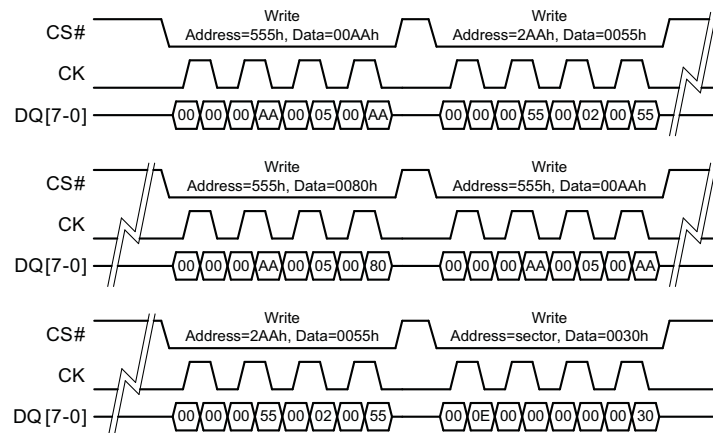 Write Write
CS# Address=555h, Data=00AAh Address=2AAh, Data=0055h
CK
DQ[7-0] 00 00 00 AA 00 05 00 AA 00 00 00 55 00 02 00 55
Write Write
CS# Address=555h, Data=0080h Address=555h, Data=00AAh
CK
DQ[7-0] 00 00 00 AA 00 05 00 80 00 00 00 AA 00 05 00 AA
Write Write
CS# Address=2AAh, Data=0055h Address=sector, Data=0030h
CK
DQ[7-0] 00 00 00 55 00 02 00 55 00 0E 00 00 00 00 00 30